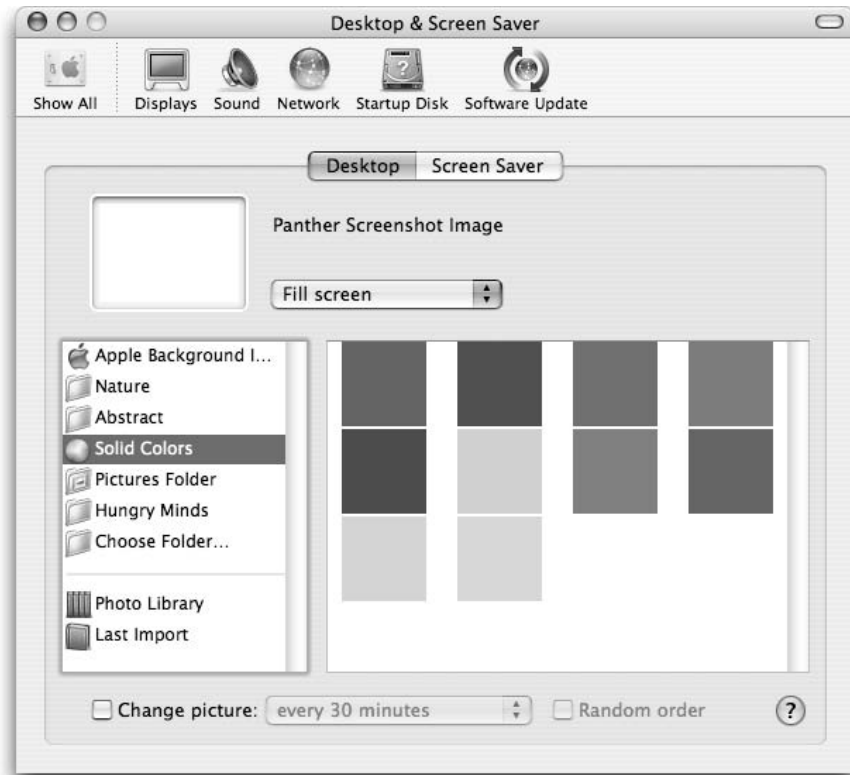 Desktop & Screen Saver
Show All Displays Sound Network Startup Disk Software Update
Desktop Screen Saver
Panther Screenshot Image
Fill screen
Apple Background I...
Nature
Abstract
Solid Colors
Pictures Folder
Hungry Minds
Choose Folder...
Photo Library
Last Import
Change picture: every 30 minutes Random order ?